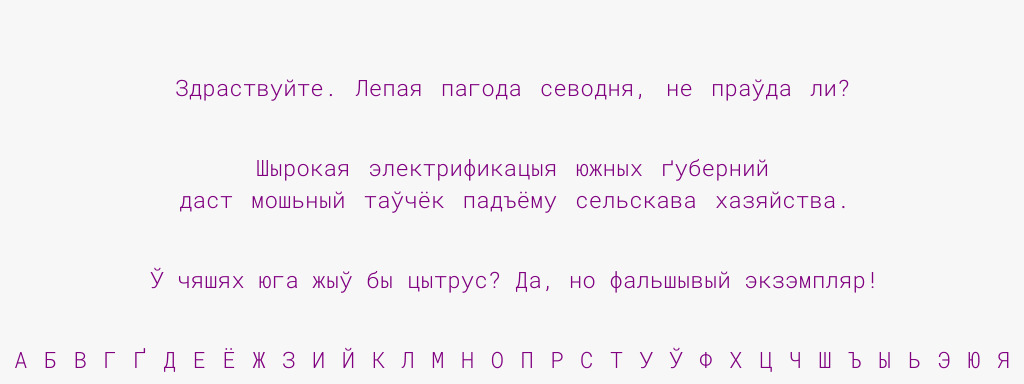 Здраствуйте. Лепая пагода севодня, не праўда ли?
Шырокая электрификацыя южных ґуберний
даст мошьный таўчёк падъёму сельскава хазяйства.
Ў чяшях юга жыў бы цытрус? Да, но фальшывый экзэмпляр!
А Б В Г Ґ Д Е Ё Ж З И Й К Л М Н О П Р С Т У Ў Ф Х Ц Ч Ш Ъ Ы Ь Э Ю Я